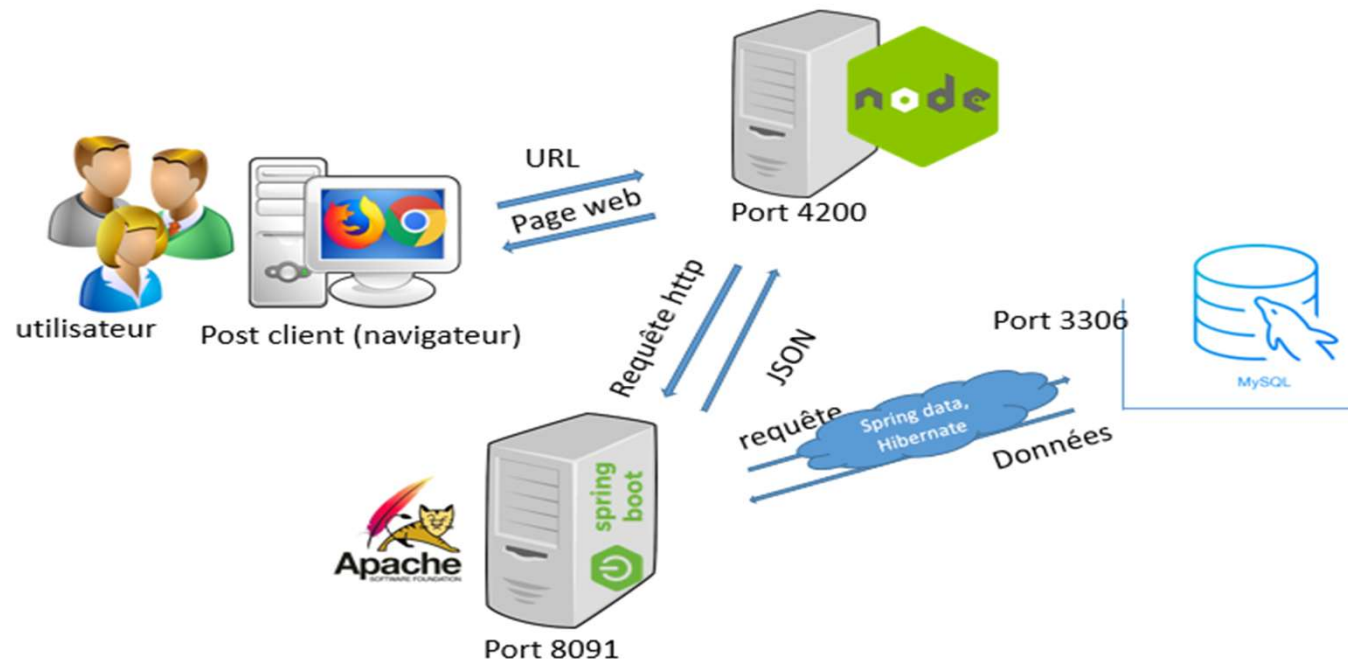 node
URL
Page web
Port 4200
utilisateur
Post client (navigateur)
Requête http
JSON
Port 3306
MySQL
requête
Spring data,
Hibernate
Données
spring
boot
Apache
SOFTWARE FOUNDATION
Port 8091